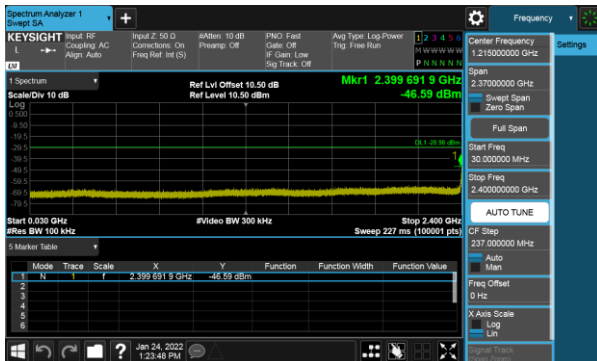 Spectrum Analyzer 1
Swept SA
+
Frequency
KEYSIGHT
L
Input: RF
Coupling: AC
Align: Auto
Input Z: 50 Ω
Corrections: On
Freq Ref: Int (S)
#Atten: 10 dB
Preamp: Off
PNO: Fast
Gate: Off
IF Gain: Low
Sig Track: Off
Avg Type: Log-Power
Trig: Free Run
1 2 3 4 5 6
M W W W W W
P N N N N N
Center Frequency
1.215000000 GHz
Settings
Span
2.37000000 GHz
Swept Span
Zero Span
Full Span
Start Freq
30.000000 MHz
Stop Freq
2.400000000 GHz
AUTO TUNE
CF Step
237.000000 MHz
Auto
Man
Freq Offset
0 Hz
X Axis Scale
Log
Lin
Signal Track
1 Spectrum
Scale/Div 10 dB
Log
Ref Lvl Offset 10.50 dB
Ref Level 10.50 dBm
Mkr1 2.399 691 9 GHz
-46.59 dBm
0.500
-9.50
-19.5
-29.5
-39.5
-49.5
-59.5
-69.5
-79.5
1
Start 0.030 GHz
#Res BW 100 kHz
#Video BW 300 kHz
Stop 2.400 GHz
Sweep 227 ms (100001 pts)
5 Marker Table
Mode Trace Scale X Y Function Function Width Function Value
1 N 1 f 2.399 691 9 GHz -46.59 dBm
2
3
4
5
6
?
Jan 24, 2022
1:23:48 PM